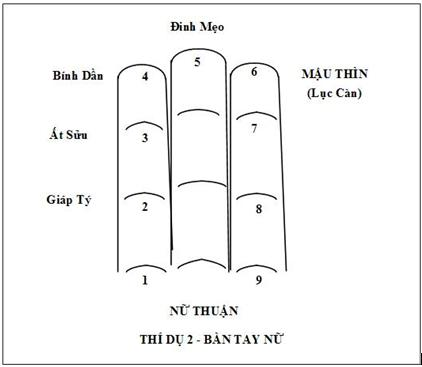 Đinh Mẹo
Bính Dần 4 5 6 MẬU THÌN
(Lục Càn)
Ất Sửu 3 7
Giáp Tý 2 8
1 9
NỮ THUẬN
THÍ DỤ 2 - BÀN TAY NỮ